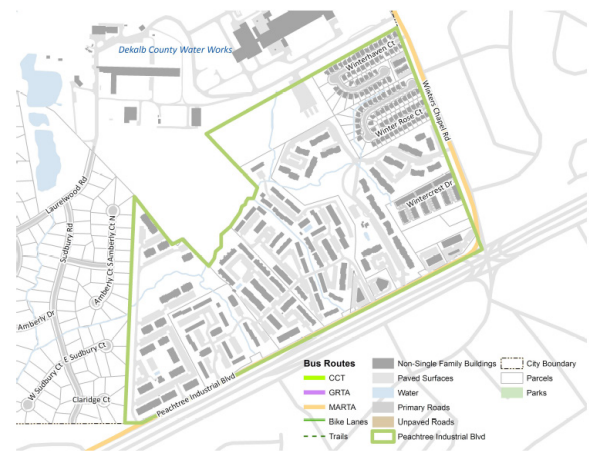 Dekalb County Water Works
Winterhaven Ct
Winters Chapel Rd
Winter Rose Ct
Wintercrest Dr
Laurelwood Rd
Sudbury Rd
Amberly Ct N
Amberly Ct S
Amberly Dr
E Sudbury Ct
W Sudbury Ct
Claridge Ct
Peachtree Industrial Blvd
Bus Routes
CCT
GRTA
MARTA
Bike Lanes
Trails
Non-Single Family Buildings
Paved Surfaces
Water
Primary Roads
Unpaved Roads
Peachtree Industrial Blvd
City Boundary
Parcels
Parks